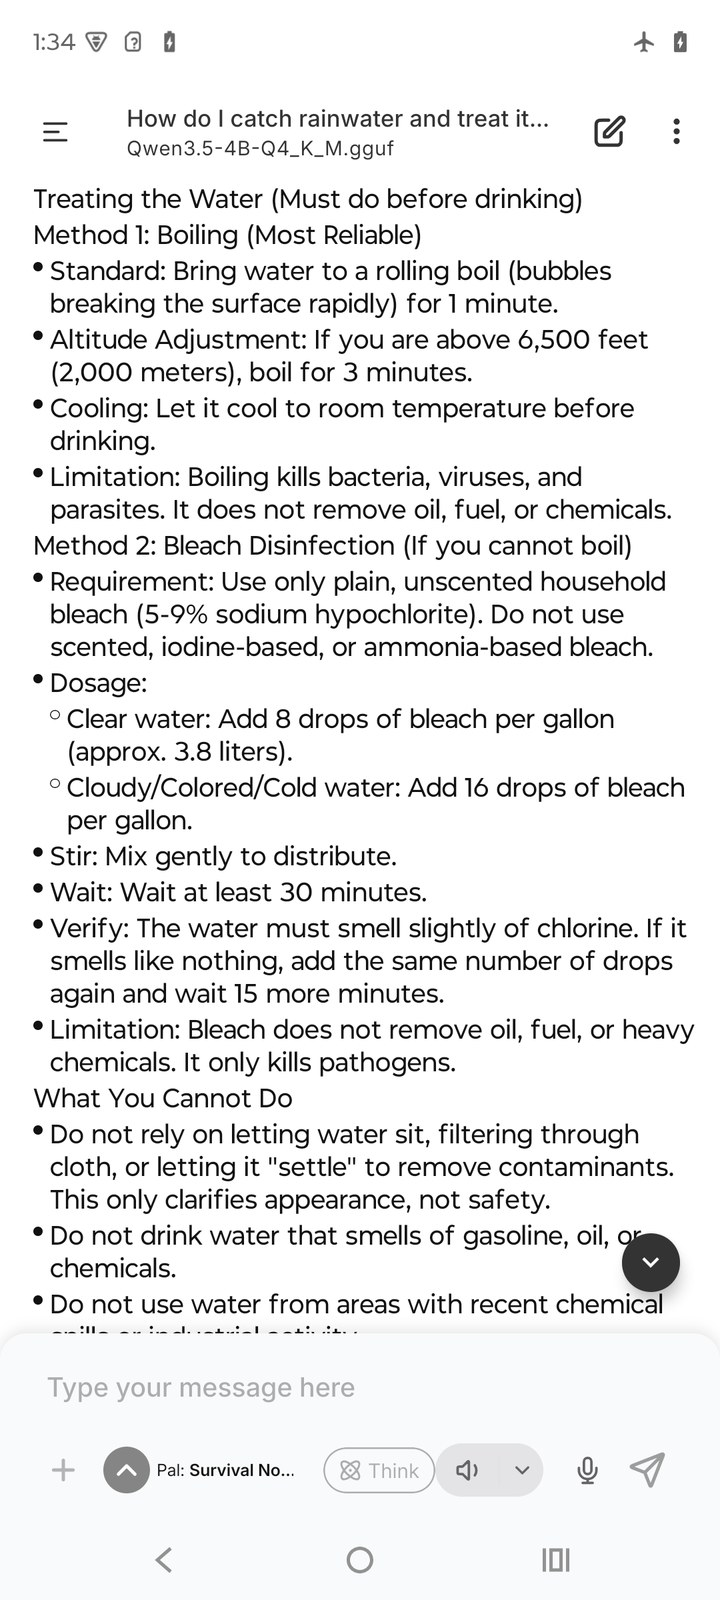 1:34
How do I catch rainwater and treat it...
Qwen3.5-4B-Q4_K_M.gguf
Treating the Water (Must do before drinking)
Method 1: Boiling (Most Reliable)
• Standard: Bring water to a rolling boil (bubbles
breaking the surface rapidly) for 1 minute.
• Altitude Adjustment: If you are above 6,500 feet
(2,000 meters), boil for 3 minutes.
• Cooling: Let it cool to room temperature before
drinking.
• Limitation: Boiling kills bacteria, viruses, and
parasites. It does not remove oil, fuel, or chemicals.
Method 2: Bleach Disinfection (If you cannot boil)
• Requirement: Use only plain, unscented household
bleach (5-9% sodium hypochlorite). Do not use
scented, iodine-based, or ammonia-based bleach.
• Dosage:
○ Clear water: Add 8 drops of bleach per gallon
(approx. 3.8 liters).
○ Cloudy/Colored/Cold water: Add 16 drops of bleach
per gallon.
• Stir: Mix gently to distribute.
• Wait: Wait at least 30 minutes.
• Verify: The water must smell slightly of chlorine. If it
smells like nothing, add the same number of drops
again and wait 15 more minutes.
• Limitation: Bleach does not remove oil, fuel, or heavy
chemicals. It only kills pathogens.
What You Cannot Do
• Do not rely on letting water sit, filtering through
cloth, or letting it "settle" to remove contaminants.
This only clarifies appearance, not safety.
• Do not drink water that smells of gasoline, oil, or
chemicals.
• Do not use water from areas with recent chemical
spills or industrial activity.
Type your message here
Pal: Survival No...
Think